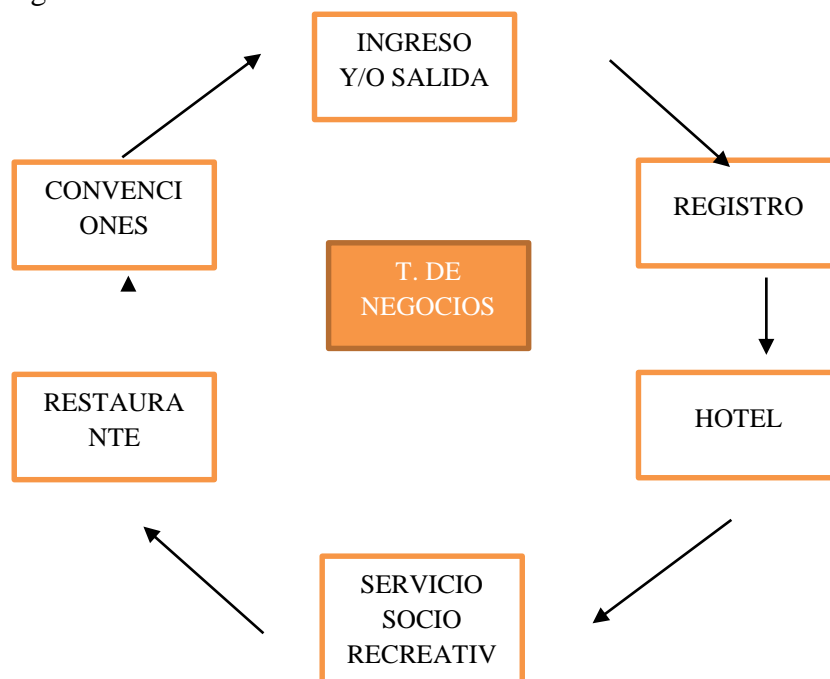 INGRESO
Y/O SALIDA
CONVENCI
ONES
REGISTRO
T. DE
NEGOCIOS
RESTAURA
NTE
HOTEL
SERVICIO
SOCIO
RECREATIV